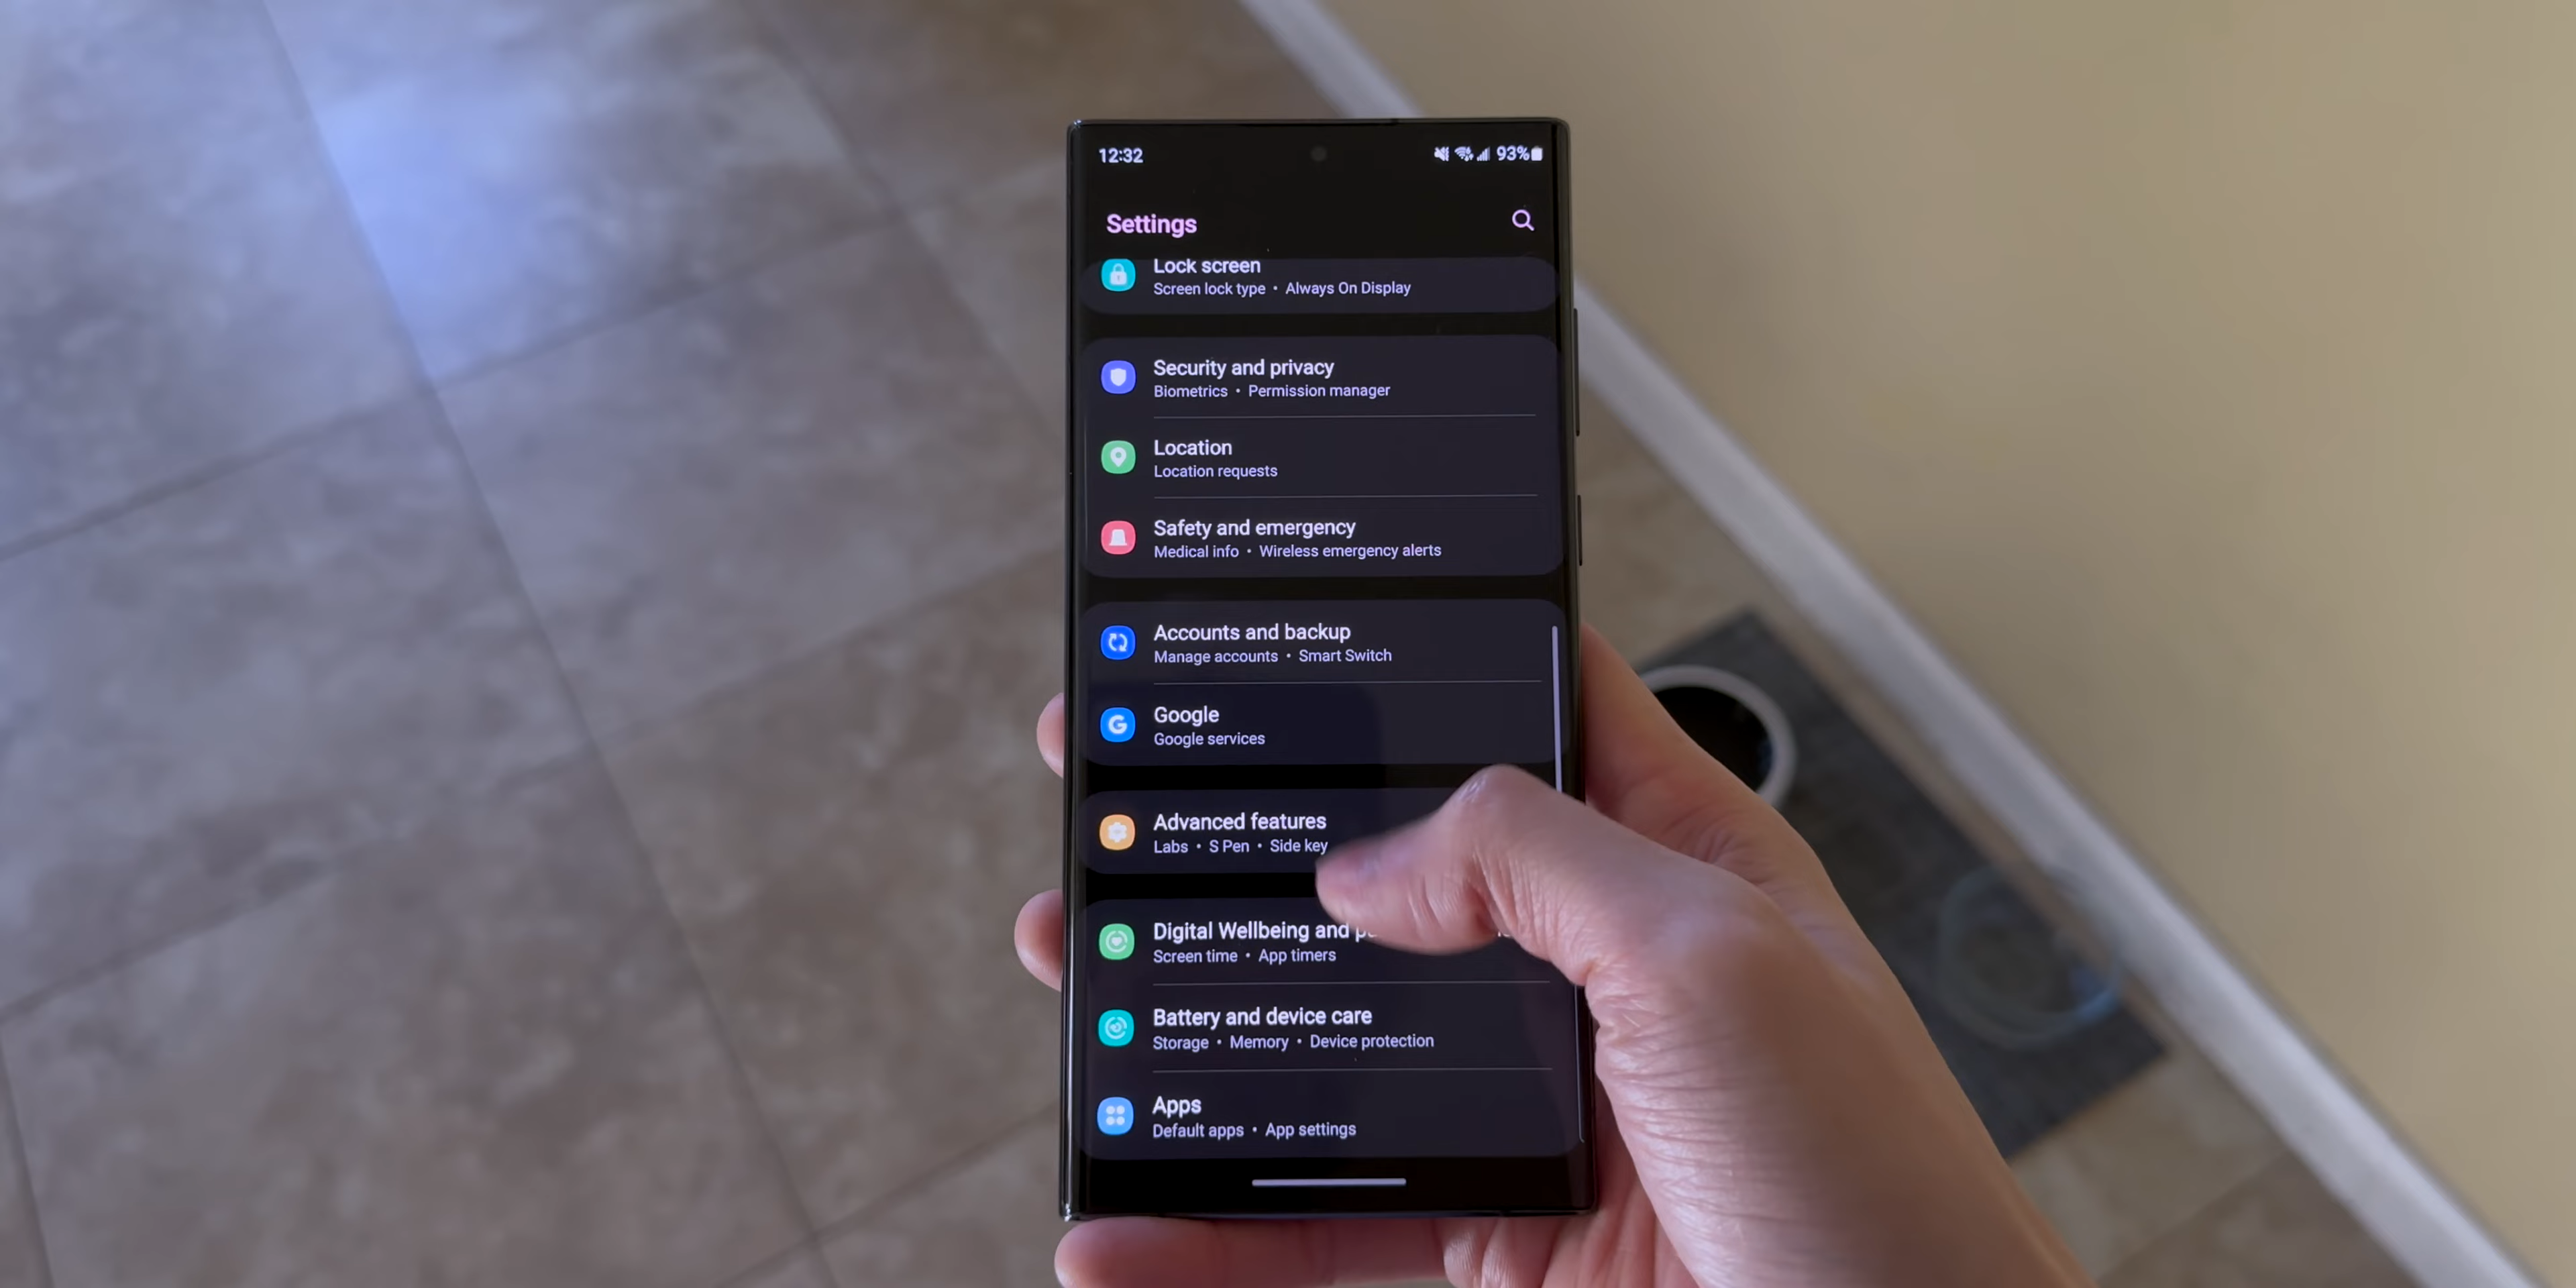 12:32 93%
Settings
Lock screen
Screen lock type • Always On Display
Security and privacy
Biometrics • Permission manager
Location
Location requests
Safety and emergency
Medical info • Wireless emergency alerts
Accounts and backup
Manage accounts • Smart Switch
Google
Google services
Advanced features
Labs • S Pen • Side key
Digital Wellbeing and
Screen time • App timers
Battery and device care
Storage • Memory • Device protection
Apps
Default apps • App settings